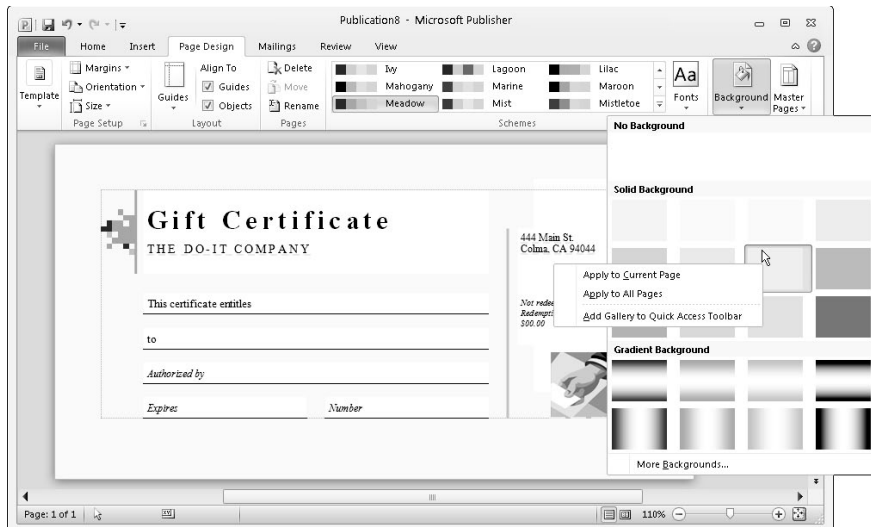 Publication8 - Microsoft Publisher
File Home Insert Page Design Mailings Review View
Template
Margins
Orientation
Size
Page Setup
Guides
Align To
Guides
Objects
Layout
Delete
Move
Rename
Pages
Ivy Lagoon Lilac
Mahogany Marine Maroon
Meadow Mist Mistletoe
Schemes
Aa
Fonts
Background
Master
Pages
No Background
Solid Background
Gift Certificate
THE DO-IT COMPANY
444 Main St.
Colma, CA 94044
Apply to Current Page
Apply to All Pages
Add Gallery to Quick Access Toolbar
This certificate entitles
Not
$00.00
to
Authorized by
Expires Number
Gradient Background
More Backgrounds...
Page: 1 of 1
110%